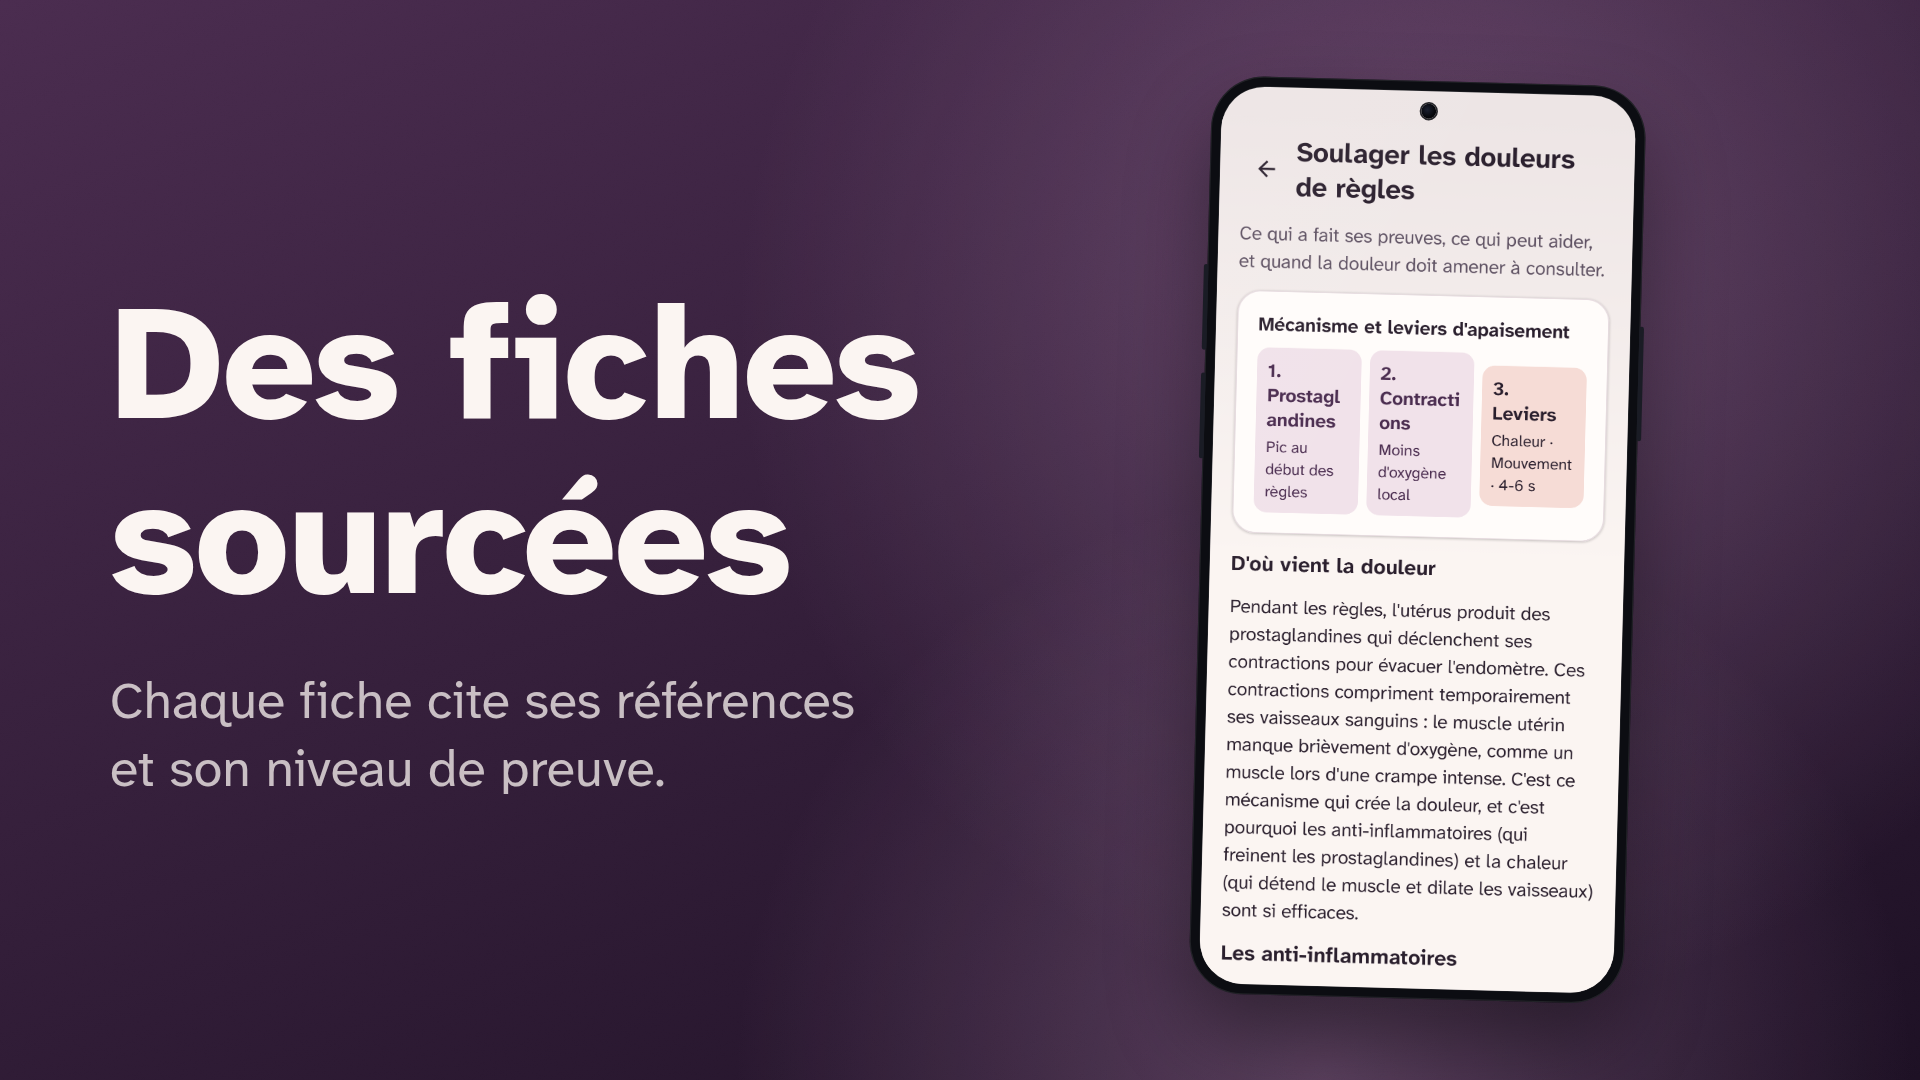 Des fiches
sourcées
Chaque fiche cite ses références
et son niveau de preuve.
Soulager les douleurs
de règles
Ce qui a fait ses preuves, ce qui peut aider,
et quand la douleur doit amener à consulter.
Mécanisme et leviers d'apaisement
1.
Prostagl
andines
Pic au
début des
règles
2.
Contracti
ons
Moins
d'oxygène
local
3.
Leviers
Chaleur ·
Mouvement
· 4-6 s
D'où vient la douleur
Pendant les règles, l'utérus produit des
prostaglandines qui déclenchent ses
contractions pour évacuer l'endomètre. Ces
contractions compriment temporairement
ses vaisseaux sanguins : le muscle utérin
manque brièvement d'oxygène, comme un
muscle lors d'une crampe intense. C'est ce
mécanisme qui crée la douleur, et c'est
pourquoi les anti-inflammatoires (qui
freinent les prostaglandines) et la chaleur
(qui détend le muscle et dilate les vaisseaux)
sont si efficaces.
Les anti-inflammatoires